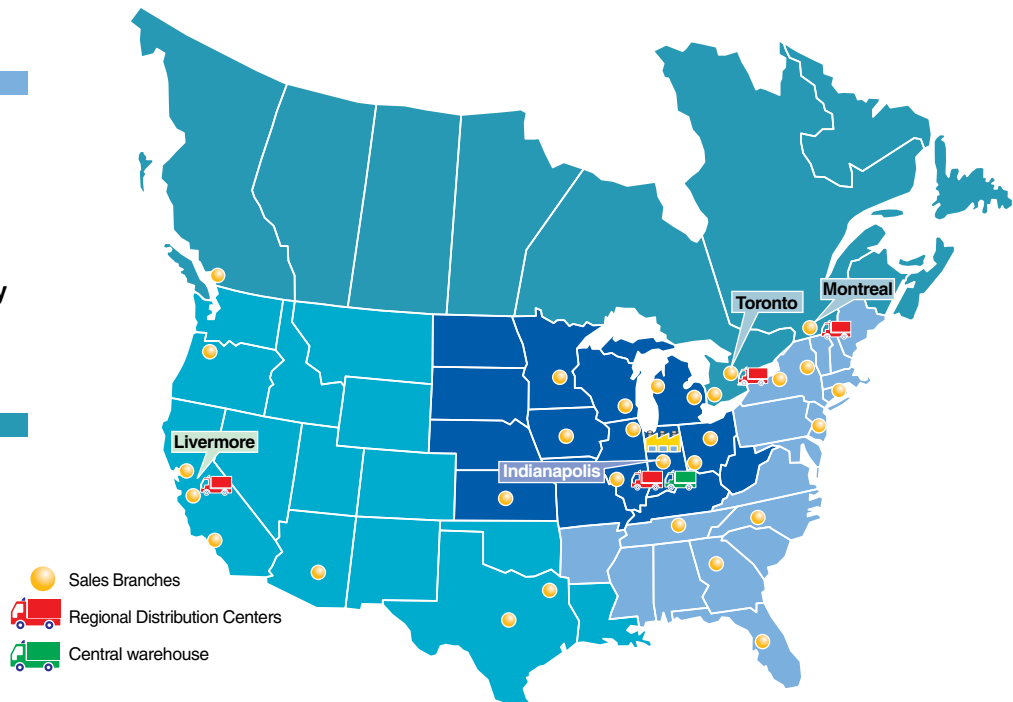 y
Toronto
Montreal
Livermore
Indianapolis
Sales Branches
Regional Distribution Centers
Central warehouse